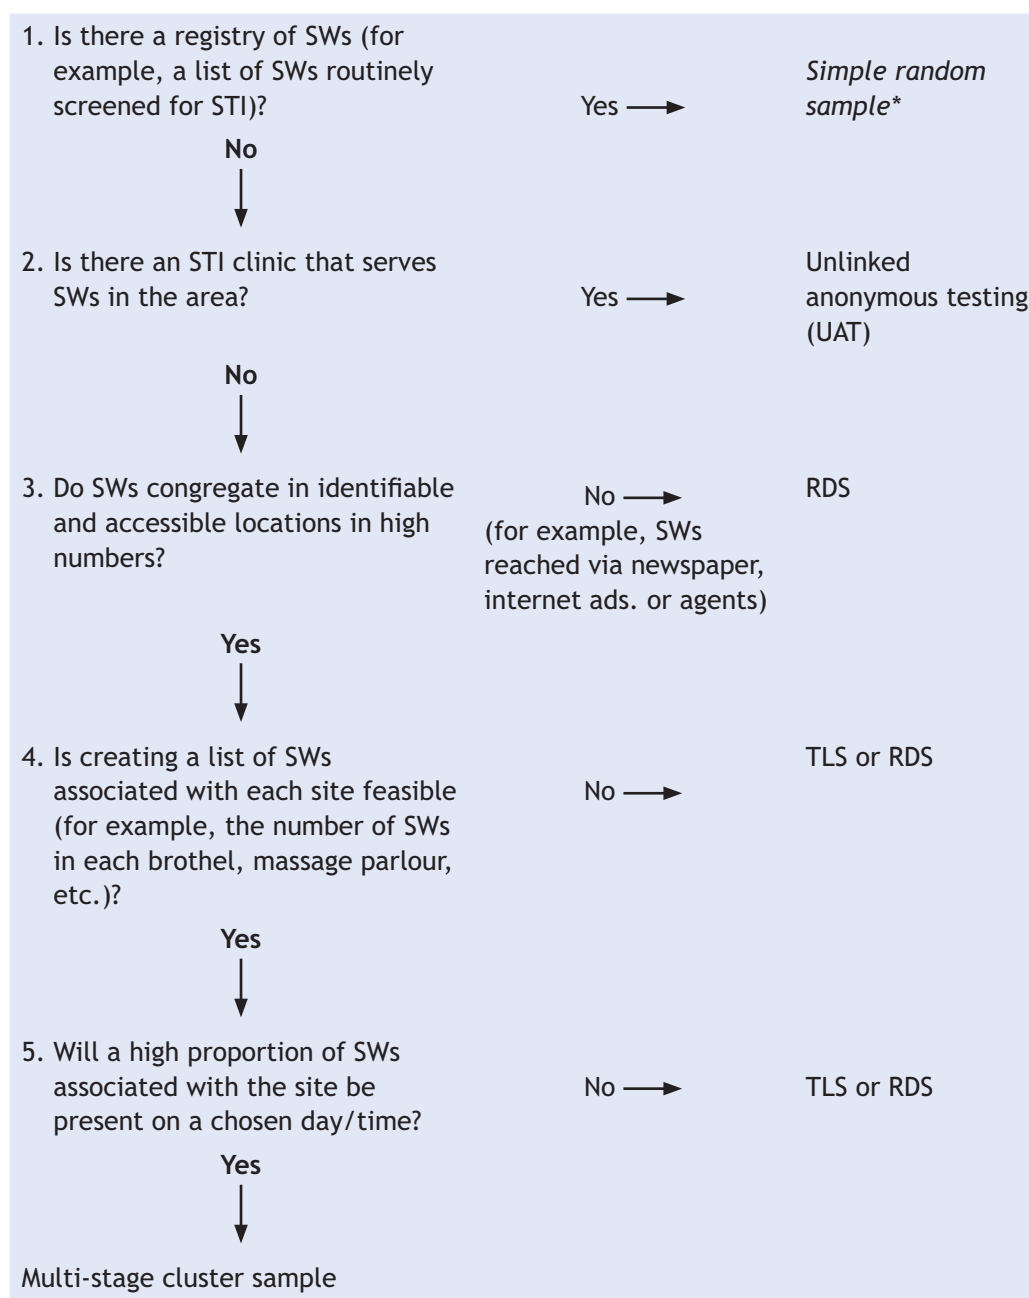 1. Is there a registry of SWs (for
example, a list of SWs routinely
screened for STI)?
Yes
Simple random
sample*
No
2. Is there an STI clinic that serves
SWs in the area?
Yes
Unlinked
anonymous testing
(UAT)
No
3. Do SWs congregate in identifiable
and accessible locations in high
numbers?
No
(for example, SWs
reached via newspaper,
internet ads. or agents)
RDS
Yes
4. Is creating a list of SWs
associated with each site feasible
(for example, the number of SWs
in each brothel, massage parlour,
etc.)?
No
TLS or RDS
Yes
5. Will a high proportion of SWs
associated with the site be
present on a chosen day/time?
No
TLS or RDS
Yes
Multi-stage cluster sample